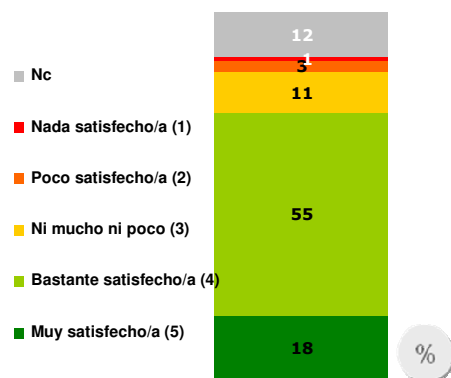 12
1
3
11
55
18
Nc
Nada satisfecho/a (1)
Poco satisfecho/a (2)
Ni mucho ni poco (3)
Bastante satisfecho/a (4)
Muy satisfecho/a (5)
%